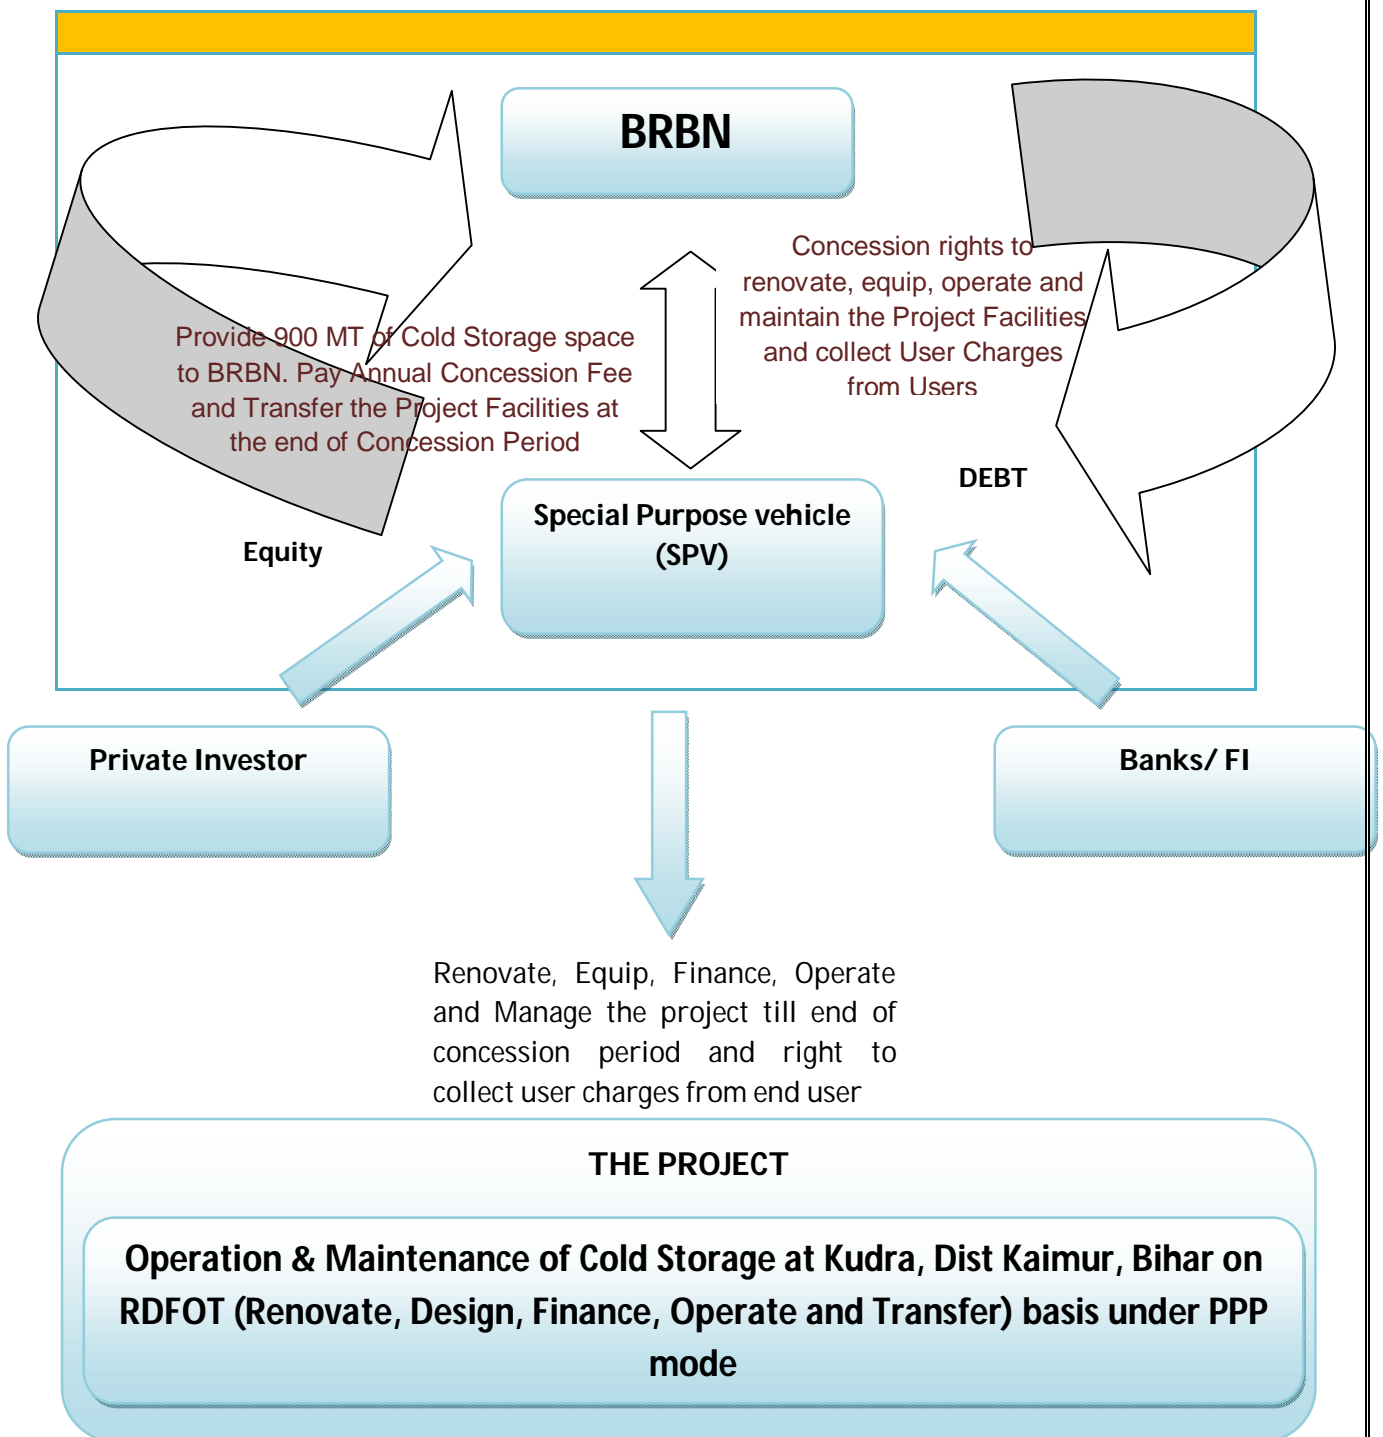 BRBN
Concession rights to
renovate, equip, operate and
maintain the Project Facilities
and collect User Charges
from Users
Provide 900 MT of Cold Storage space
to BRBN. Pay Annual Concession Fee
and Transfer the Project Facilities at
the end of Concession Period
DEBT
Special Purpose vehicle
(SPV)
Equity
Private Investor
Banks/ FI
Renovate, Equip, Finance, Operate
and Manage the project till end of
concession period and right to
collect user charges from end user
THE PROJECT
Operation & Maintenance of Cold Storage at Kudra, Dist Kaimur, Bihar on
RDFOT (Renovate, Design, Finance, Operate and Transfer) basis under PPP
mode